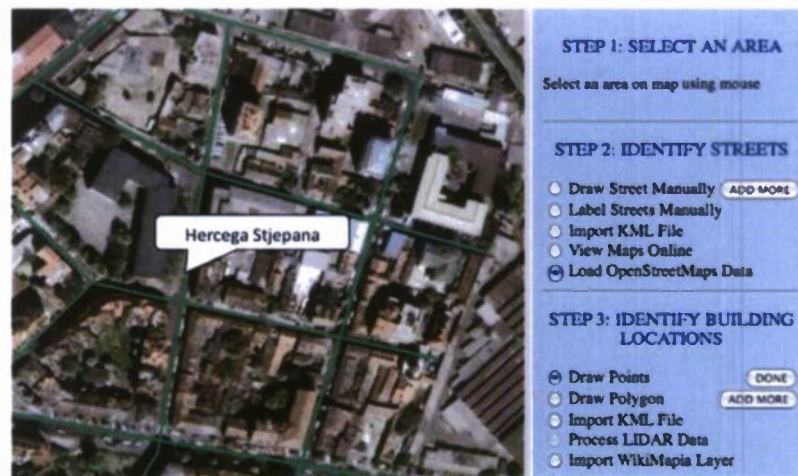 Hercega Stjepana
STEP 1: SELECT AN AREA
Select an area on map using mouse
STEP 2: IDENTIFY STREETS
Draw Street Manually ADD MORE
Label Streets Manually
Import KML File
View Maps Online
Load OpenStreetMaps Data
STEP 3: IDENTIFY BUILDING
LOCATIONS
Draw Points DONE
Draw Polygon ADD MORE
Import KML File
Process LIDAR Data
Import WikiMapia Layer